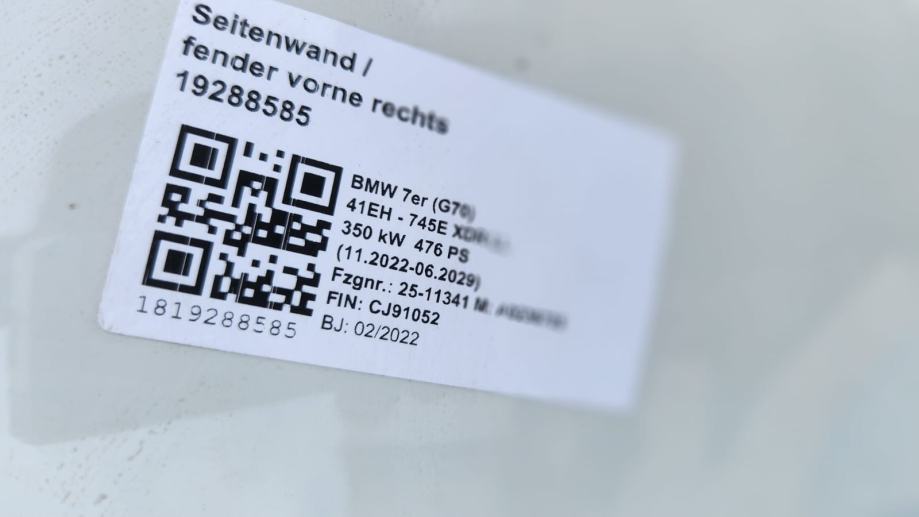 Seitenwand /
fender vorne rechts
19288585
BMW 7er (G70)
41EH - 745E
350 kW 476 PS
(11.2022-06.2029)
Fzgnr.: 25-11341 M:
FIN: CJ91052
BJ: 02/2022
1819288585